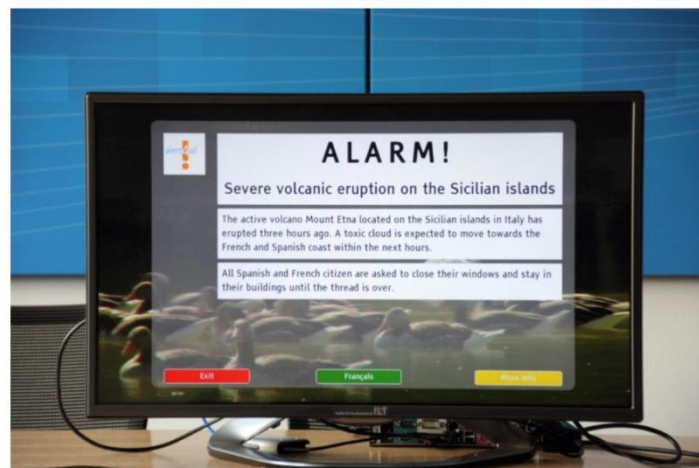 ALARM!
Severe volcanic eruption on the Sicilian islands
The active volcano Mount Etna located on the Sicilian islands in Italy has
erupted three hours ago. A toxic cloud is expected to move towards the
French and Spanish coast within the next hours.
All Spanish and French citizen are asked to close their windows and stay in
their buildings until the thread is over.
Exit
Français
More Info